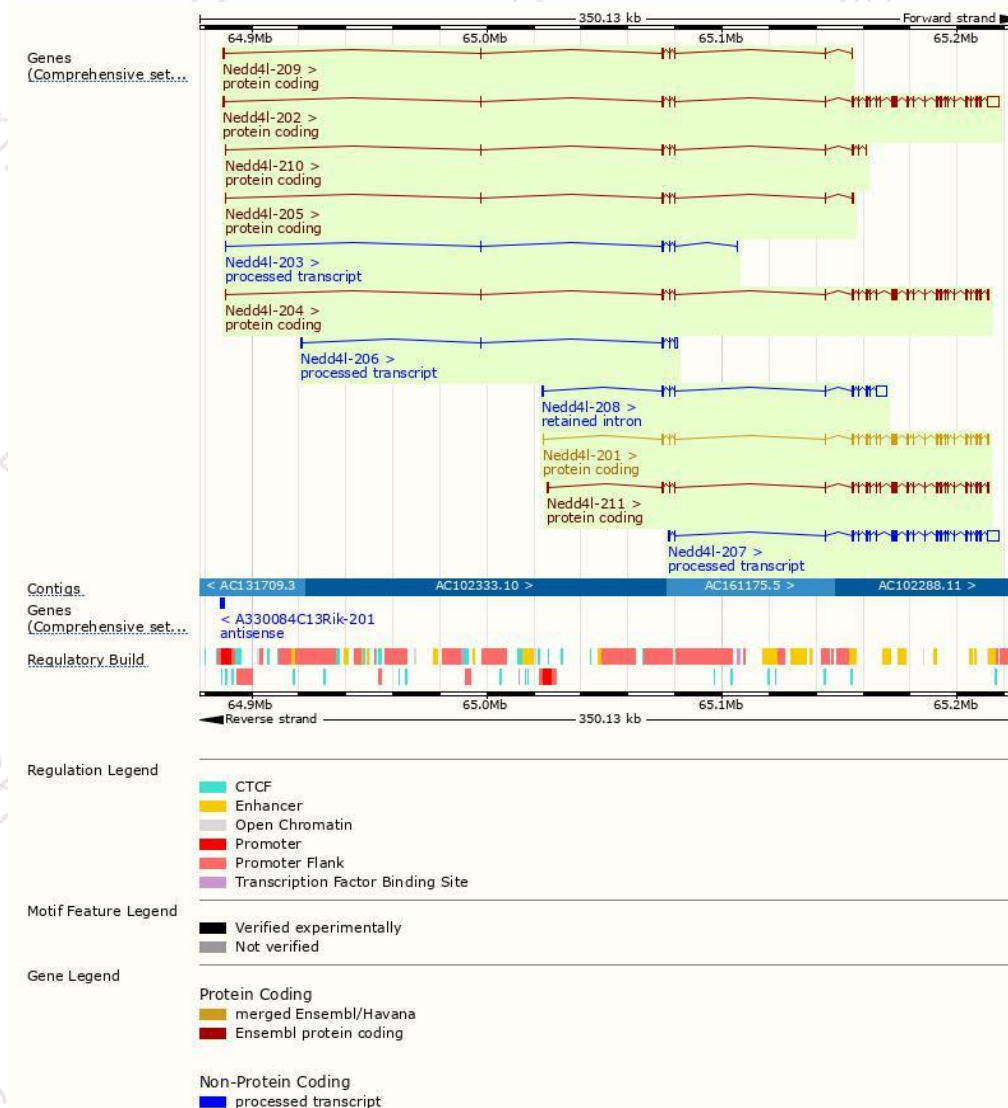 350.13 kb
Forward strand
64.9Mb 65.0Mb 65.1Mb 65.2Mb
Genes
(Comprehensive set...
Nedd4l-209 >
protein coding
Nedd4l-202 >
protein coding
Nedd4l-210 >
protein coding
Nedd4l-205 >
protein coding
Nedd4l-203 >
processed transcript
Nedd4l-204 >
protein coding
Nedd4l-206 >
processed transcript
Nedd4l-208 >
retained intron
Nedd4l-201 >
protein coding
Nedd4l-211 >
protein coding
Nedd4l-207 >
processed transcript
Contigs
< AC131709.3 AC102333.10 > AC161175.5 > AC102288.11 >
Genes
(Comprehensive set...
< A330084C13Rik-201
antisense
Regulatory Build
64.9Mb 65.0Mb 65.1Mb 65.2Mb
Reverse strand 350.13 kb
Regulation Legend
CTCF
Enhancer
Open Chromatin
Promoter
Promoter Flank
Transcription Factor Binding Site
Motif Feature Legend
Verified experimentally
Not verified
Gene Legend
Protein Coding
merged Ensembl/Havana
Ensembl protein coding
Non-Protein Coding
processed transcript